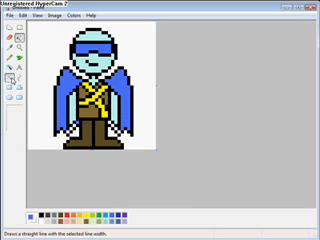 Unregistered HyperCam 2
File Edit View Image Colors Help
Draws a straight line with the selected line width.